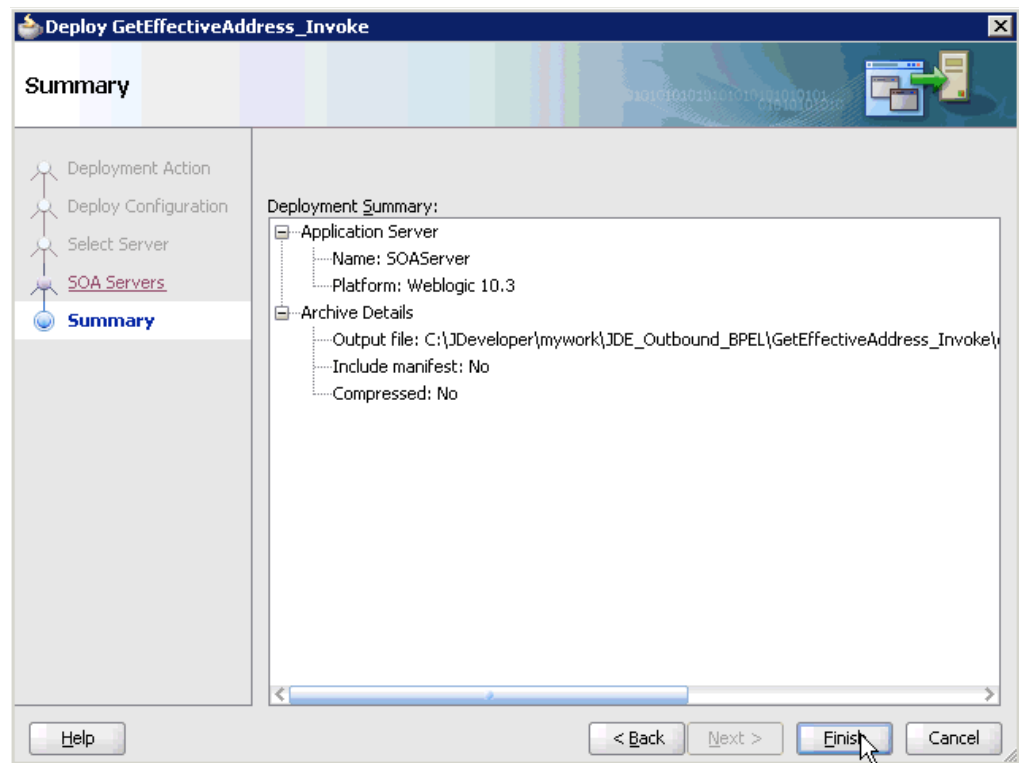 Deploy GetEffectiveAddress_Invoke
Summary
Deployment Action
Deploy Configuration
Select Server
SOA Servers
Summary
Deployment Summary:
Application Server
Name: SOAServer
Platform: Weblogic 10.3
Archive Details
Output file: C:\JDeveloper\mywork\JDE_Outbound_BPEL\GetEffectiveAddress_Invoke\
Include manifest: No
Compressed: No
Help
< Back
Next >
Finish
Cancel